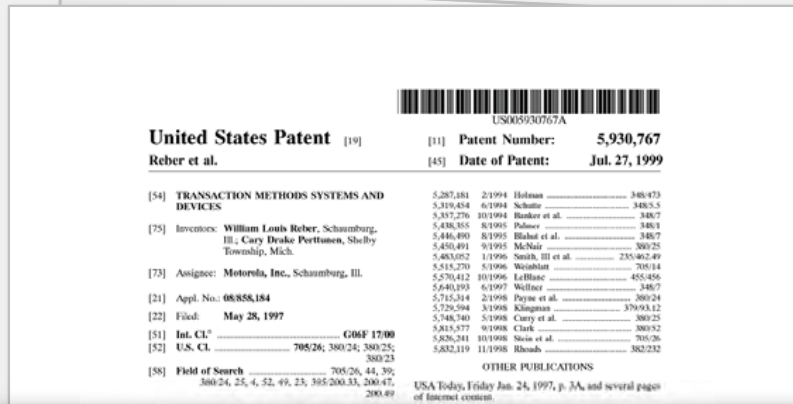 US005930767A
United States Patent [19]
Reber et al.
[11] Patent Number: 5,930,767
[45] Date of Patent: Jul. 27, 1999
[54] TRANSACTION METHODS SYSTEMS AND
DEVICES
[75] Inventors: William Louis Reber, Schaumburg,
Ill.; Cary Drake Perttunen, Shelby
Township, Mich.
[73] Assignee: Motorola, Inc., Schaumburg, Ill.
[21] Appl. No.: 08/858,184
[22] Filed: May 28, 1997
[51] Int. Cl.6 ........ G06F 17/00
[52] U.S. Cl. ........ 705/26; 380/24; 380/25;
380/23
[58] Field of Search ........ 705/26, 44, 39;
380/24, 25, 4, 52, 49, 23; 395/200.33, 200.47,
200.49
5,287,181 2/1994 Holman ........ 348/473
5,319,454 6/1994 Schutte ........ 348/5.5
5,357,276 10/1994 Banker et al. ........ 348/7
5,438,355 8/1995 Palmer ........ 348/1
5,446,490 8/1995 Blahut et al. ........ 348/7
5,450,491 9/1995 McNair ........ 380/25
5,483,052 1/1996 Smith, III et al. ........ 235/462.49
5,515,270 5/1996 Weinblatt ........ 705/14
5,570,412 10/1996 LeBlanc ........ 455/456
5,640,193 6/1997 Wellner ........ 348/7
5,715,314 2/1998 Payne et al. ........ 380/24
5,729,594 3/1998 Klingman ........ 379/93.12
5,748,740 5/1998 Curry et al. ........ 380/25
5,815,577 9/1998 Clark ........ 380/52
5,826,241 10/1998 Stein et al. ........ 705/26
5,832,119 11/1998 Rhoads ........ 382/232
OTHER PUBLICATIONS
USA Today, Friday Jan. 24, 1997, p. 3A, and several pages
of Internet content.